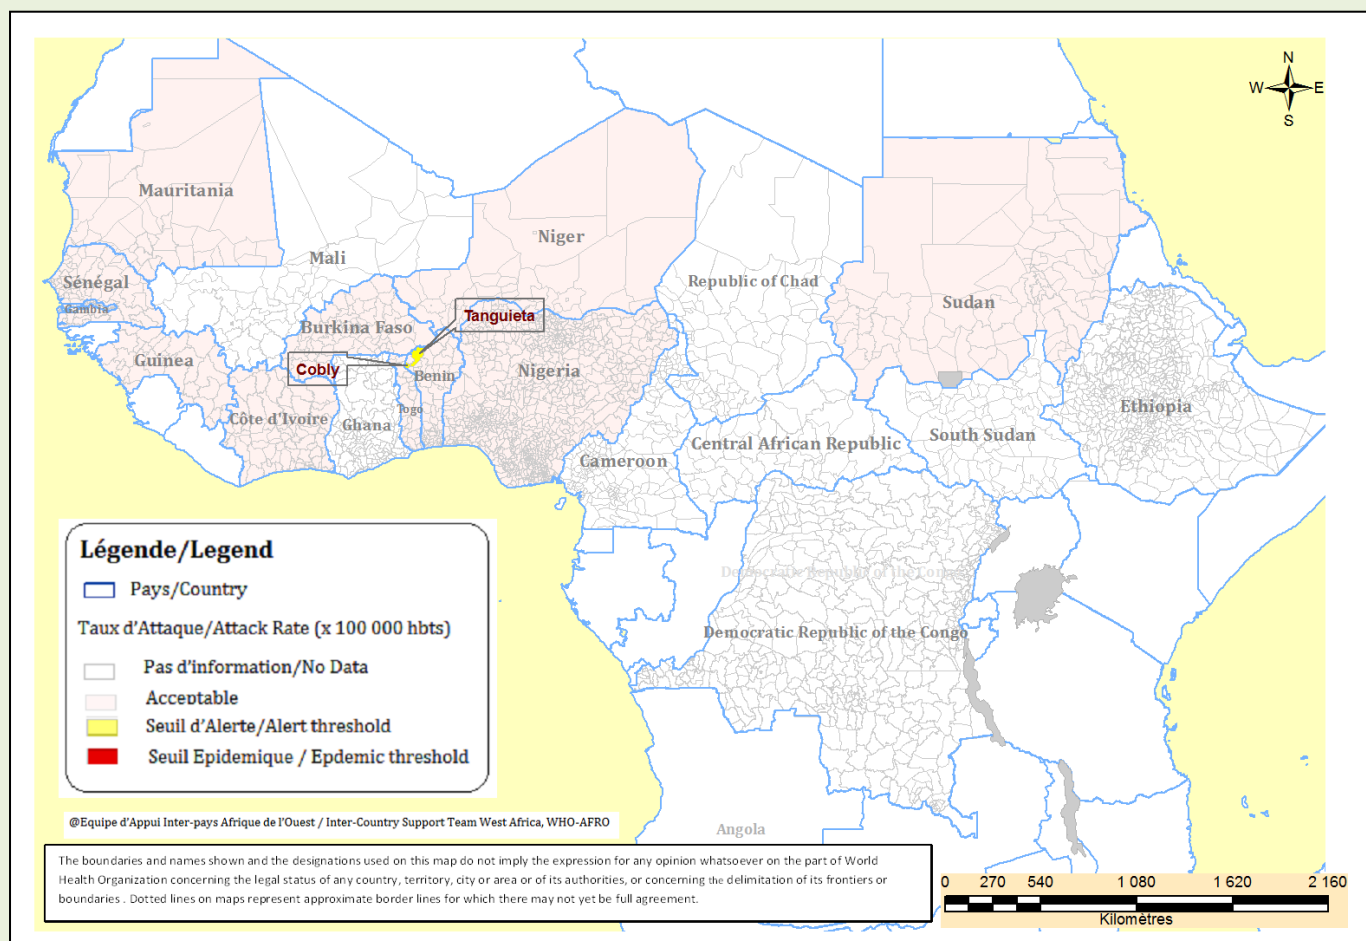 N
W E
S
Mauritania
Niger
Mali
Republic of Chad
Sénégal
Sudan
Gambia
Tanguieta
Burkina Faso
Guinea
Cobly
Benin
Nigeria
Togo
Ethiopia
Côte d'Ivoire
Ghana
South Sudan
Central African Republic
Cameroon
Democratic Republic of the Congo
Democratic Republic of the Congo
Angola
Légende/Legend
Pays/Country
Taux d'Attaque/Attack Rate (x 100 000 hbts)
Pas d'information/No Data
Acceptable
Seuil d'Alerte/Alert threshold
Seuil Epidemique / Epdemic threshold
@Equipe d'Appui Inter-pays Afrique de l'Ouest / Inter-Country Support Team West Africa, WHO-AFRO
The boundaries and names shown and the designations used on this map do not imply the expression for any opinion whatsoever on the part of World
Health Organization concerning the legal status of any country, territory, city or area or of its authorities, or concerning the delimitation of its frontiers or
boundaries . Dotted lines on maps represent approximate border lines for which there may not yet be full agreement.
0 270 540 1 080 1 620 2 160
Kilomètres